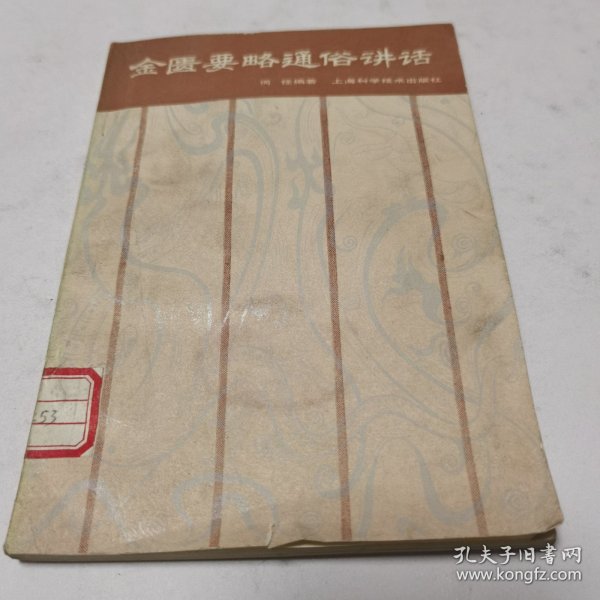 金匮要略通俗讲话
何任编著 上海科学技术出版社
53
孔夫子旧书网
www.kongfz.com